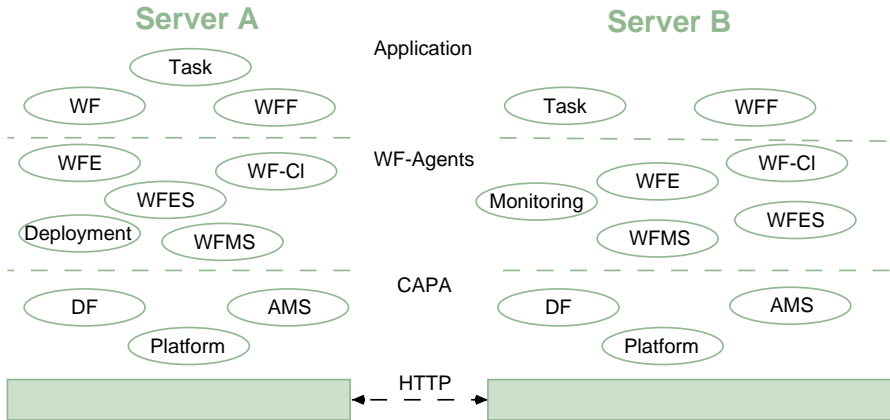 Server A
Server B
Application
Task
WF
WFF
Task
WFF
WF-Agents
WFE
WF-CI
WFES
Deployment
WFMS
WF-CI
WFE
Monitoring
WFES
WFMS
CAPA
DF
AMS
Platform
DF
AMS
Platform
HTTP